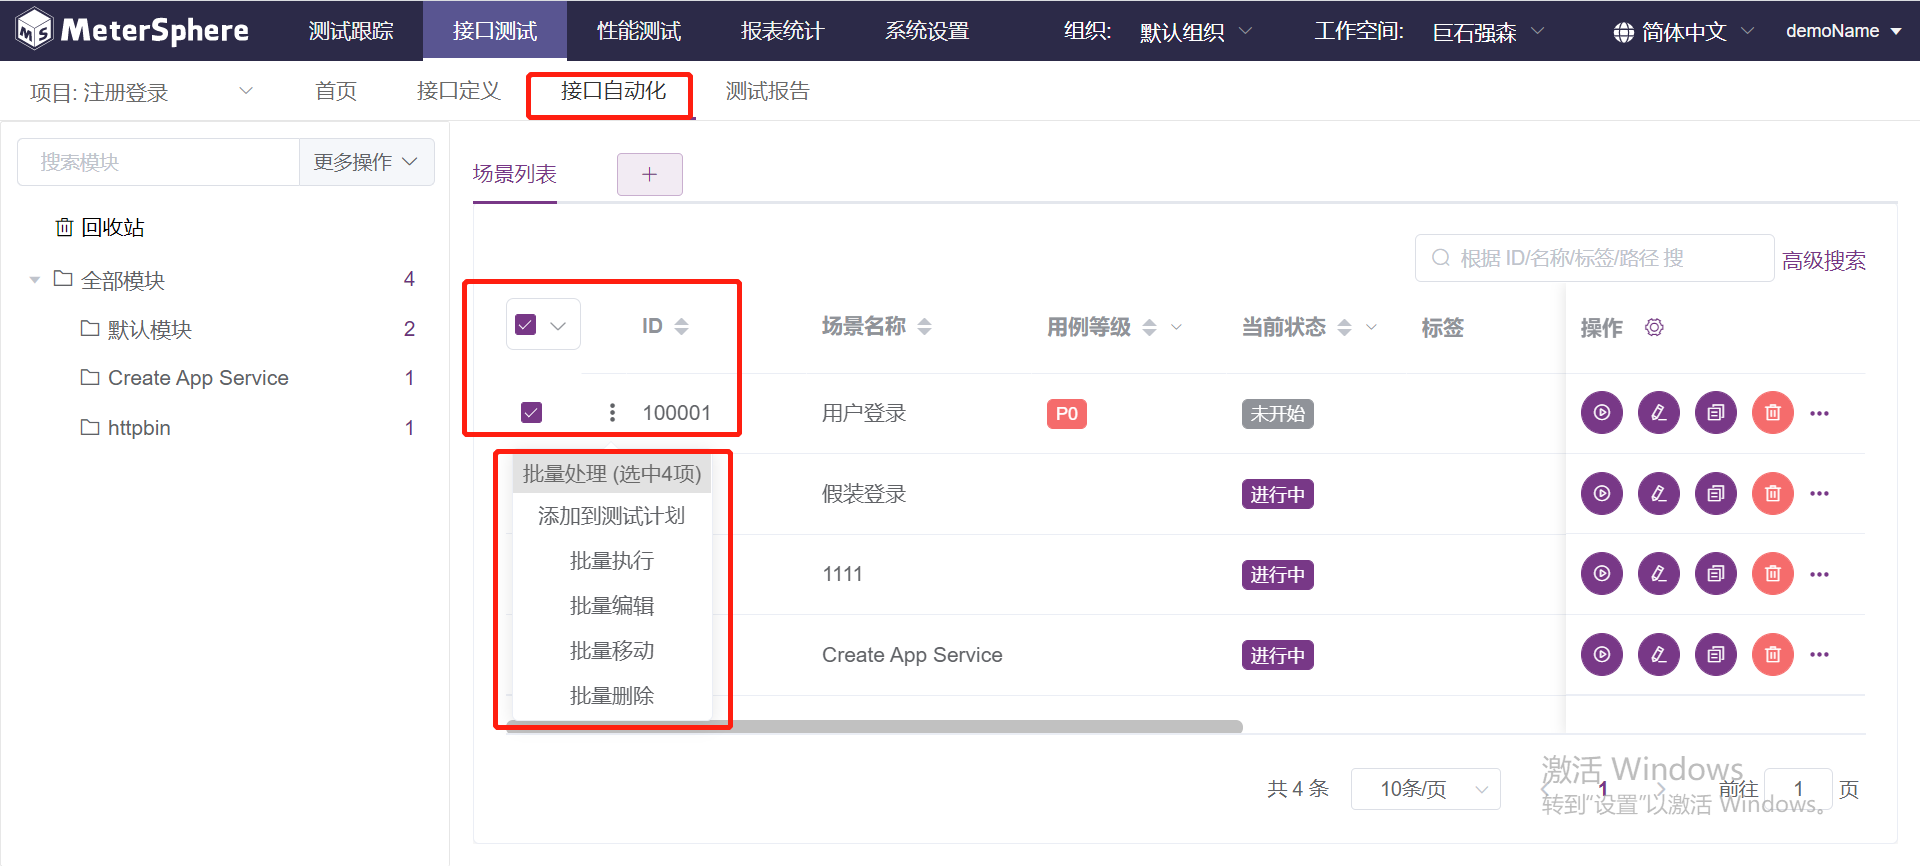 MeterSphere 测试跟踪 接口测试 性能测试 报表统计 系统设置 组织: 默认组织 工作空间: 巨石强森 简体中文 demoName
项目: 注册登录 首页 接口定义 接口自动化 测试报告
搜索模块 更多操作
回收站
全部模块 4
默认模块 2
Create App Service 1
httpbin 1
场景列表 +
根据 ID/名称/标签/路径 搜 高级搜索
ID 场景名称 用例等级 当前状态 标签 操作
100001 用户登录 P0 未开始
批量处理 (选中4项)
添加到测试计划
批量执行
批量编辑
批量移动
批量删除
假装登录 进行中
1111 进行中
Create App Service 进行中
共 4 条 10条/页 1 前往 1 页
激活 Windows
转到“设置”以激活 Windows。